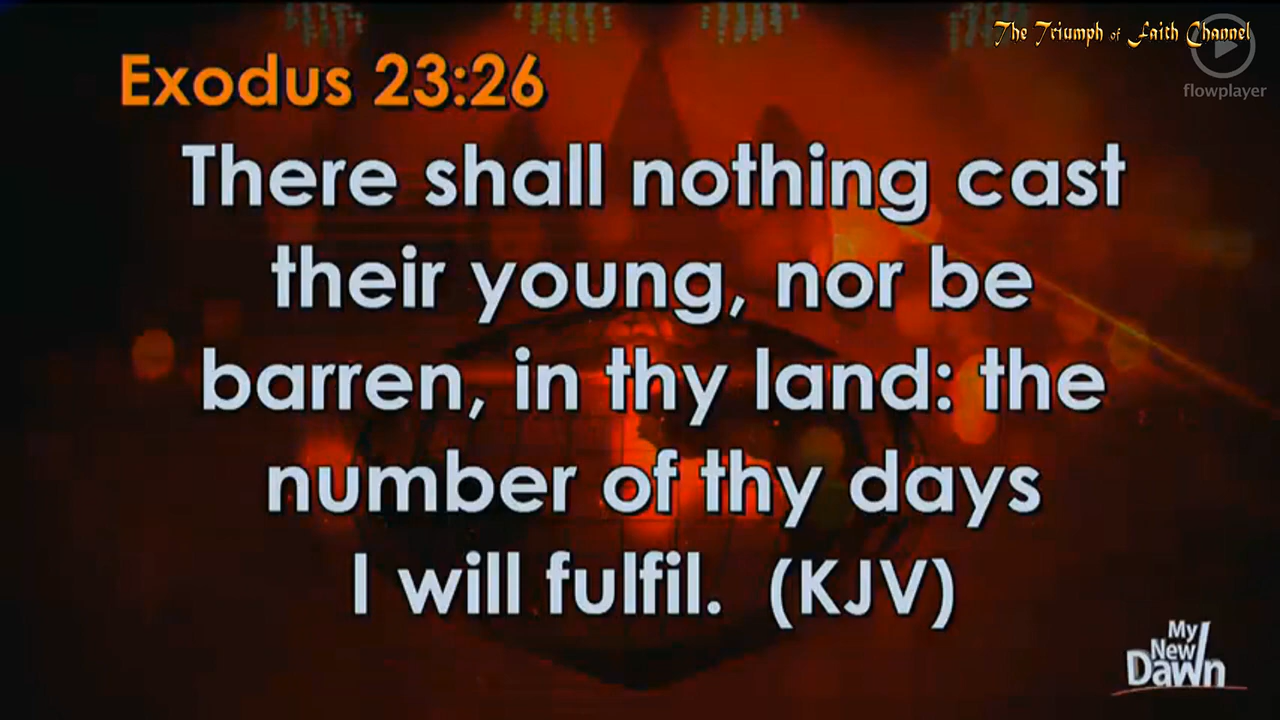 The Triumph of Faith Channel
flowplayer
Exodus 23:26
There shall nothing cast
their young, nor be
barren, in thy land: the
number of thy days
I will fulfil. (KJV)
My
New
Dawn